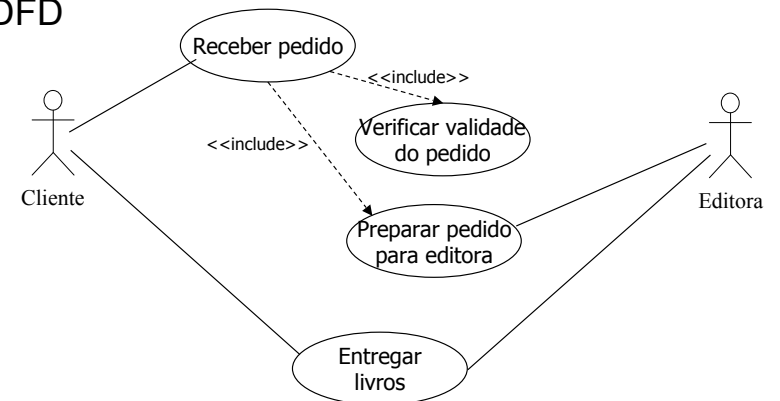 DFD
Receber pedido
<<include>>
Verificar validade
do pedido
<<include>>
Cliente
Editora
Preparar pedido
para editora
Entregar
livros